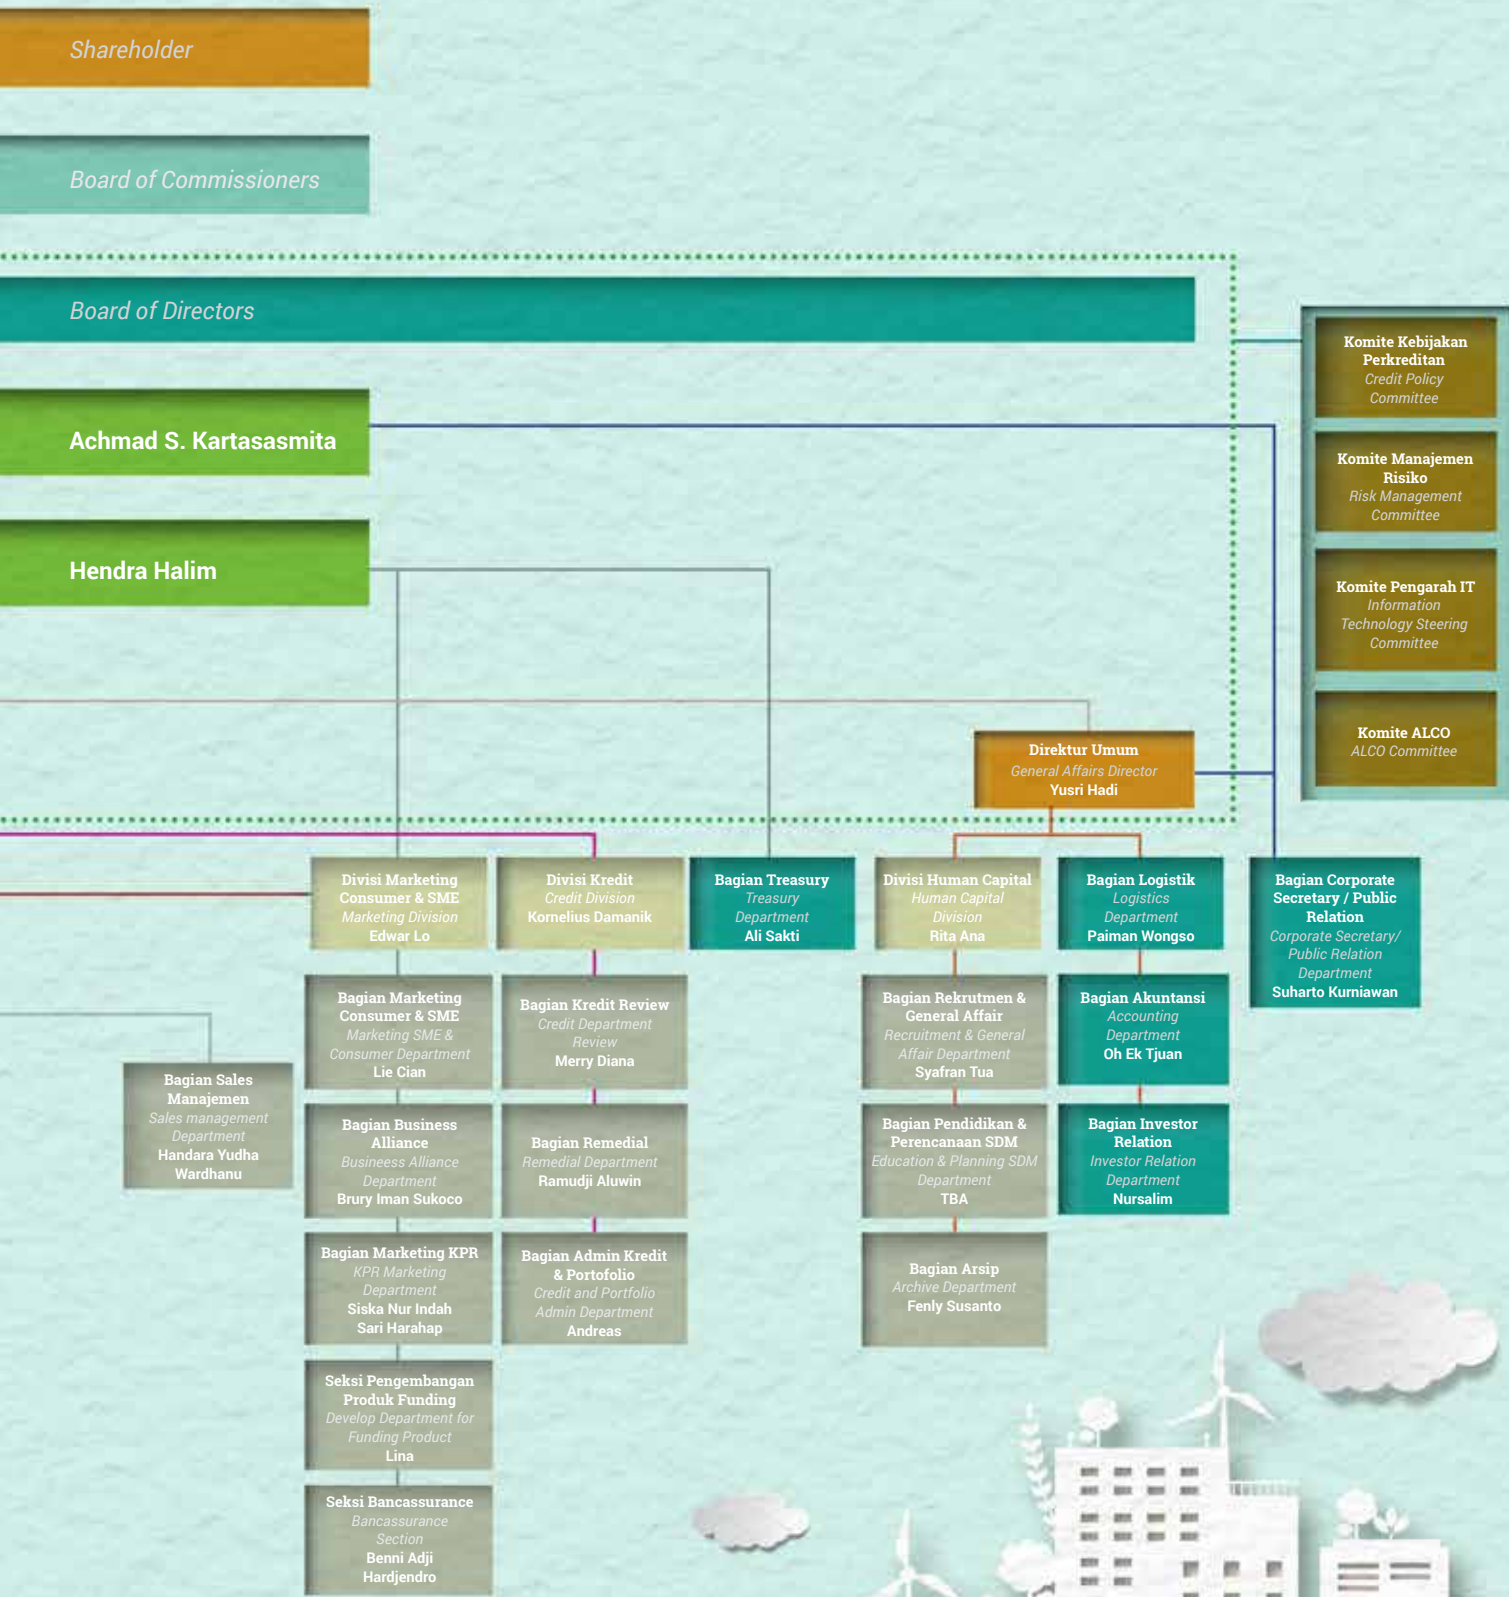 Shareholder
Board of Commissioners
Board of Directors
Achmad S. Kartasasmita
Hendra Halim
Komite Kebijakan
Perkreditan
Credit Policy
Committee
Komite Manajemen
Risiko
Risk Management
Committee
Komite Pengarah IT
Information
Technology Steering
Committee
Komite ALCO
ALCO Committee
Direktur Umum
General Affairs Director
Yusri Hadi
Divisi Marketing
Consumer & SME
Marketing Division
Edwar Lo
Divisi Kredit
Credit Division
Kornelius Damanik
Bagian Treasury
Treasury
Department
Ali Sakti
Divisi Human Capital
Human Capital
Division
Rita Ana
Bagian Logistik
Logistics
Department
Paiman Wongso
Bagian Corporate
Secretary / Public
Relation
Corporate Secretary/
Public Relation
Department
Suharto Kurniawan
Bagian Sales
Manajemen
Sales management
Department
Handara Yudha
Wardhanu
Bagian Marketing
Consumer & SME
Marketing SME &
Consumer Department
Lie Cian
Bagian Kredit Review
Credit Department
Review
Merry Diana
Bagian Rekrutmen &
General Affair
Recruitment & General
Affair Department
Syafran Tua
Bagian Akuntansi
Accounting
Department
Oh Ek Tjuan
Bagian Business
Alliance
Busineess Alliance
Department
Brury Iman Sukoco
Bagian Remedial
Remedial Department
Ramudji Aluwin
Bagian Pendidikan &
Perencanaan SDM
Education & Planning SDM
Department
TBA
Bagian Investor
Relation
Investor Relation
Department
Nursalim
Bagian Marketing KPR
KPR Marketing
Department
Siska Nur Indah
Sari Harahap
Bagian Admin Kredit
& Portofolio
Credit and Portfolio
Admin Department
Andreas
Bagian Arsip
Archive Department
Fenly Susanto
Seksi Pengembangan
Produk Funding
Develop Department for
Funding Product
Lina
Seksi Bancassurance
Bancassurance
Section
Benni Adji
Hardjendro